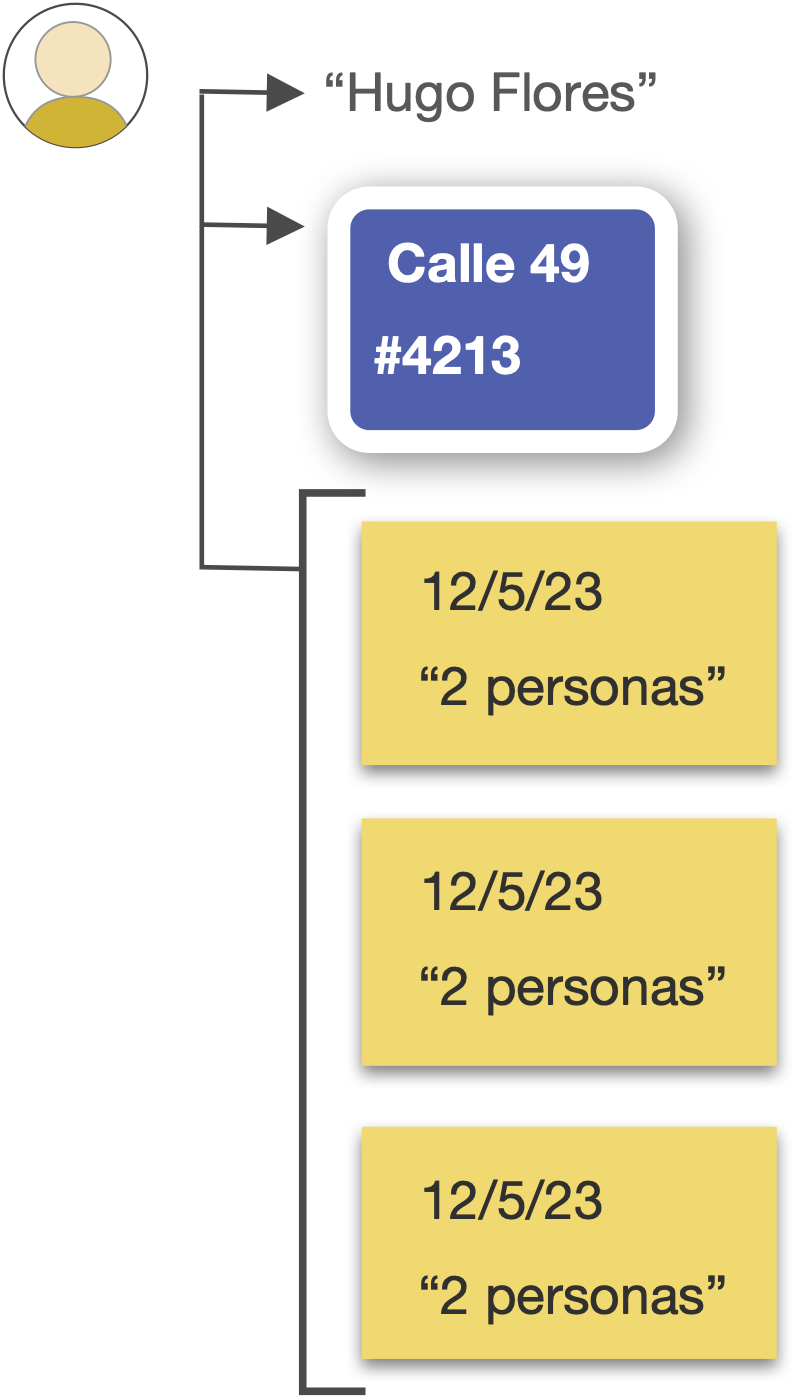 “Hugo Flores”
Calle 49
#4213
12/5/23
“2 personas”
12/5/23
“2 personas”
12/5/23
“2 personas”